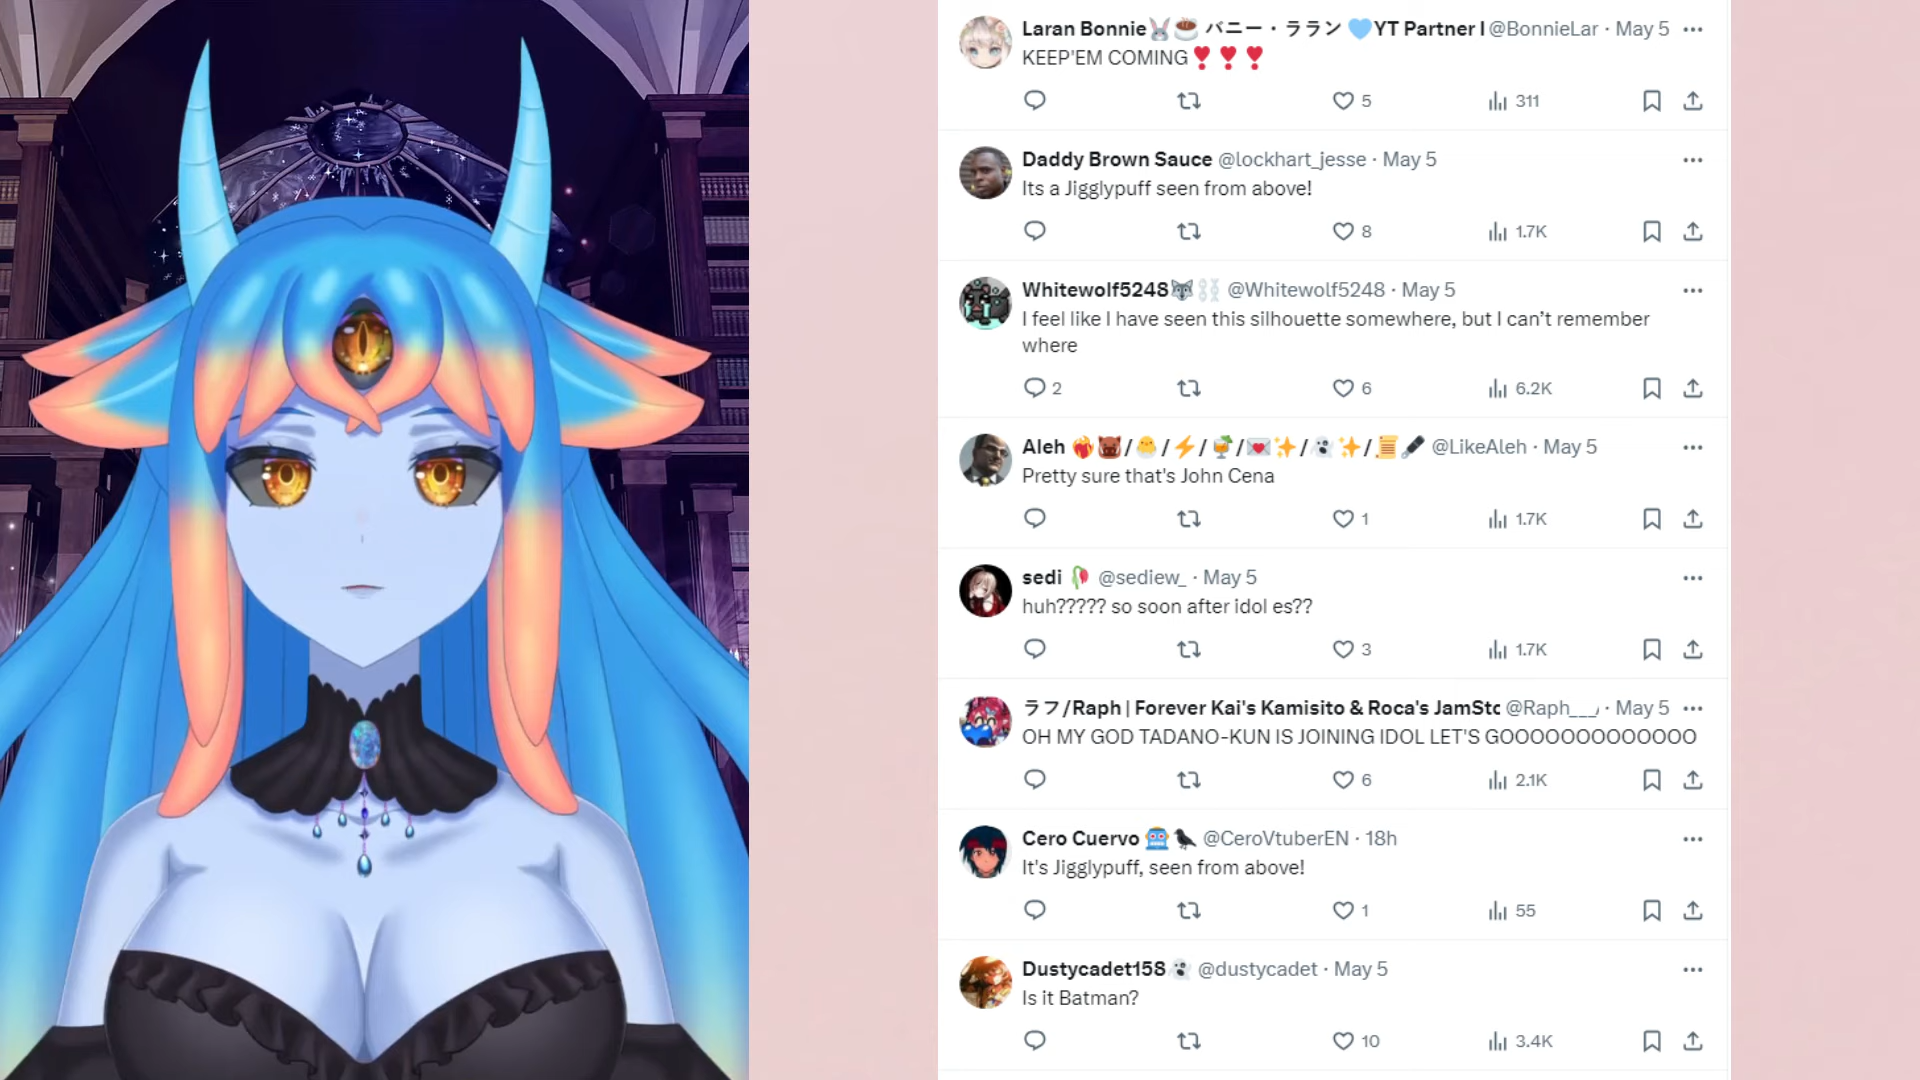 Laran Bonnie🐰☕ バニー・ララン 🩵YT Partner I @BonnieLar · May 5
KEEP'EM COMING❣❣❣
5 311
Daddy Brown Sauce @lockhart_jesse · May 5
Its a Jigglypuff seen from above!
8 1.7K
Whitewolf5248🐺⛓ @Whitewolf5248 · May 5
I feel like I have seen this silhouette somewhere, but I can’t remember
where
2 6 6.2K
Aleh ❤️‍🔥🐷/🐣/⚡/🍹/💌✨/👻✨/📜🖋 @LikeAleh · May 5
Pretty sure that's John Cena
1 1.7K
sedi 🥀 @sediew_ · May 5
huh????? so soon after idol es??
3 1.7K
ラフ/Raph | Forever Kai's Kamisito & Roca's JamSto @Raph___ · May 5
OH MY GOD TADANO-KUN IS JOINING IDOL LET'S GOOOOOOOOOOOOO
6 2.1K
Cero Cuervo 🤖🐦‍⬛ @CeroVtuberEN · 18h
It's Jigglypuff, seen from above!
1 55
Dustycadet158👻 @dustycadet · May 5
Is it Batman?
10 3.4K